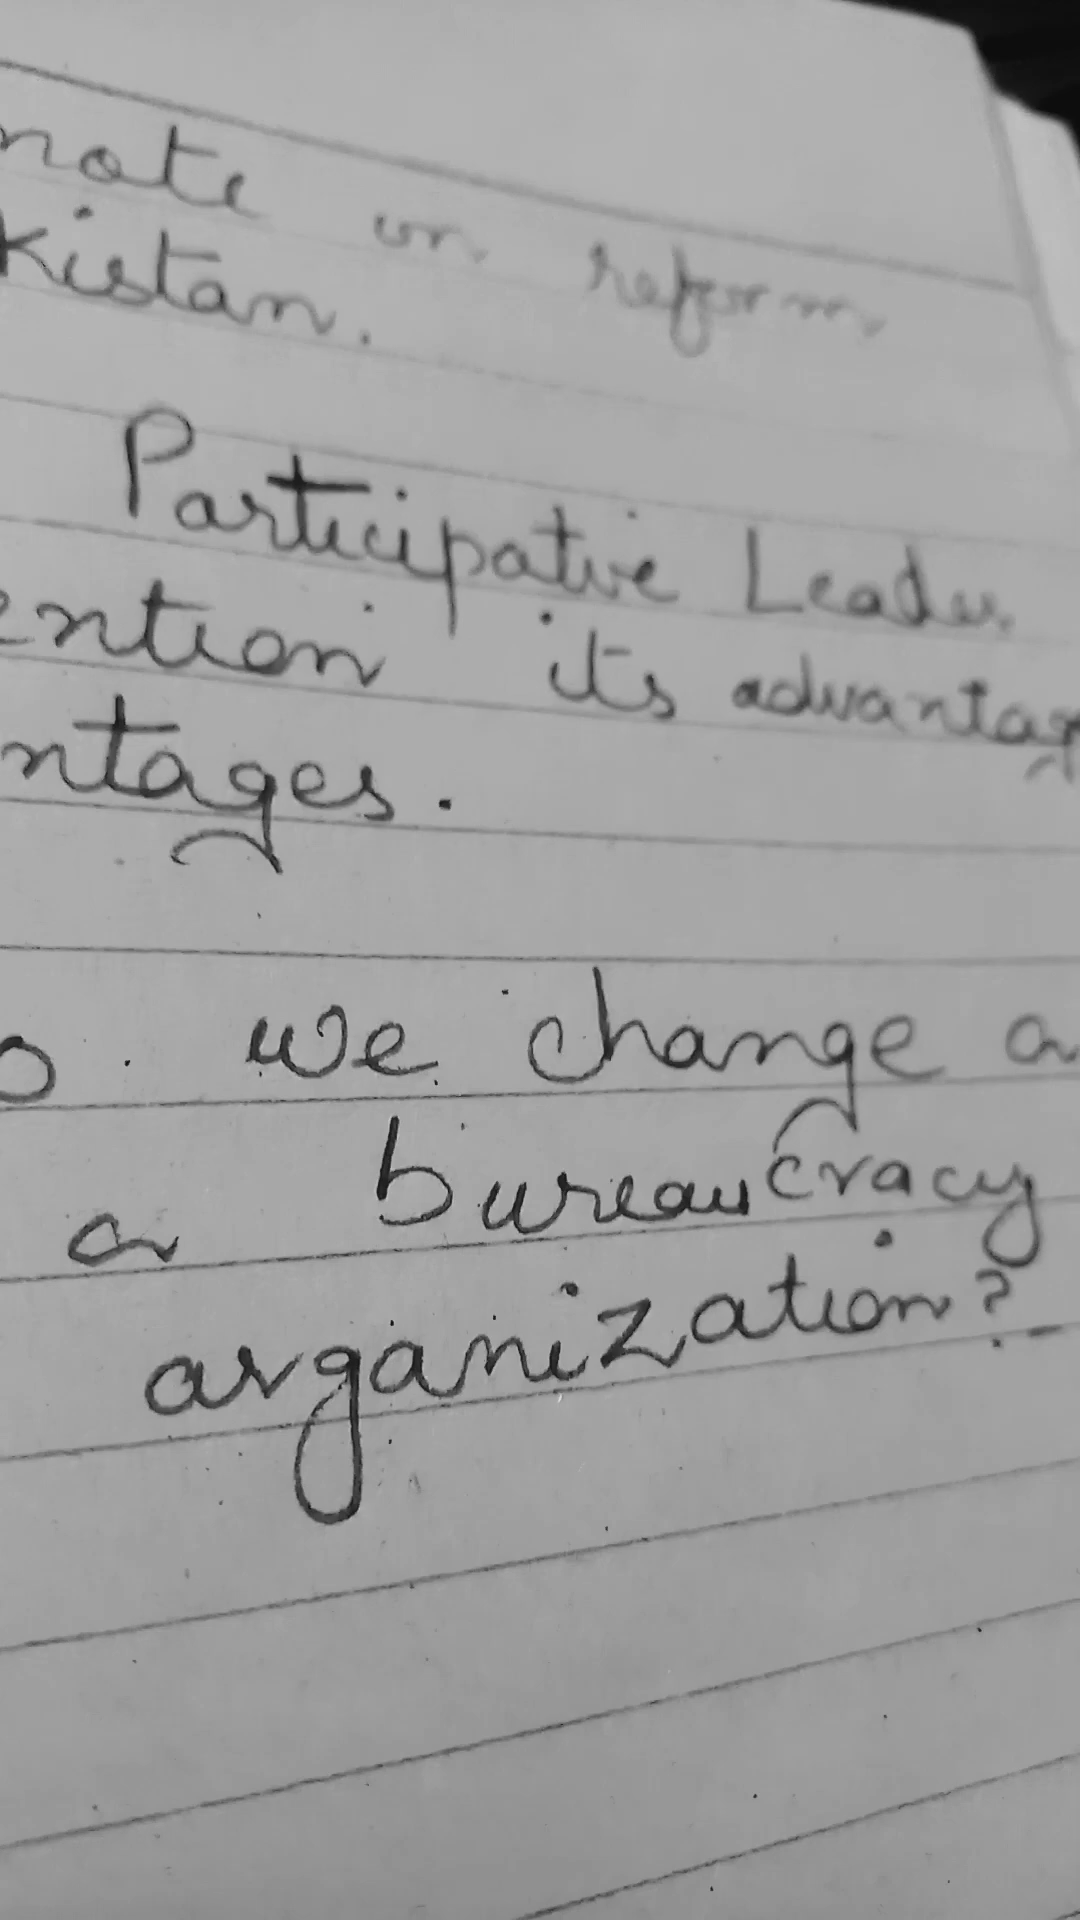 note on reform
kistan.
Participative Leader
ention its advantag
ntages.
o we change a
a bureaucracy
organization?